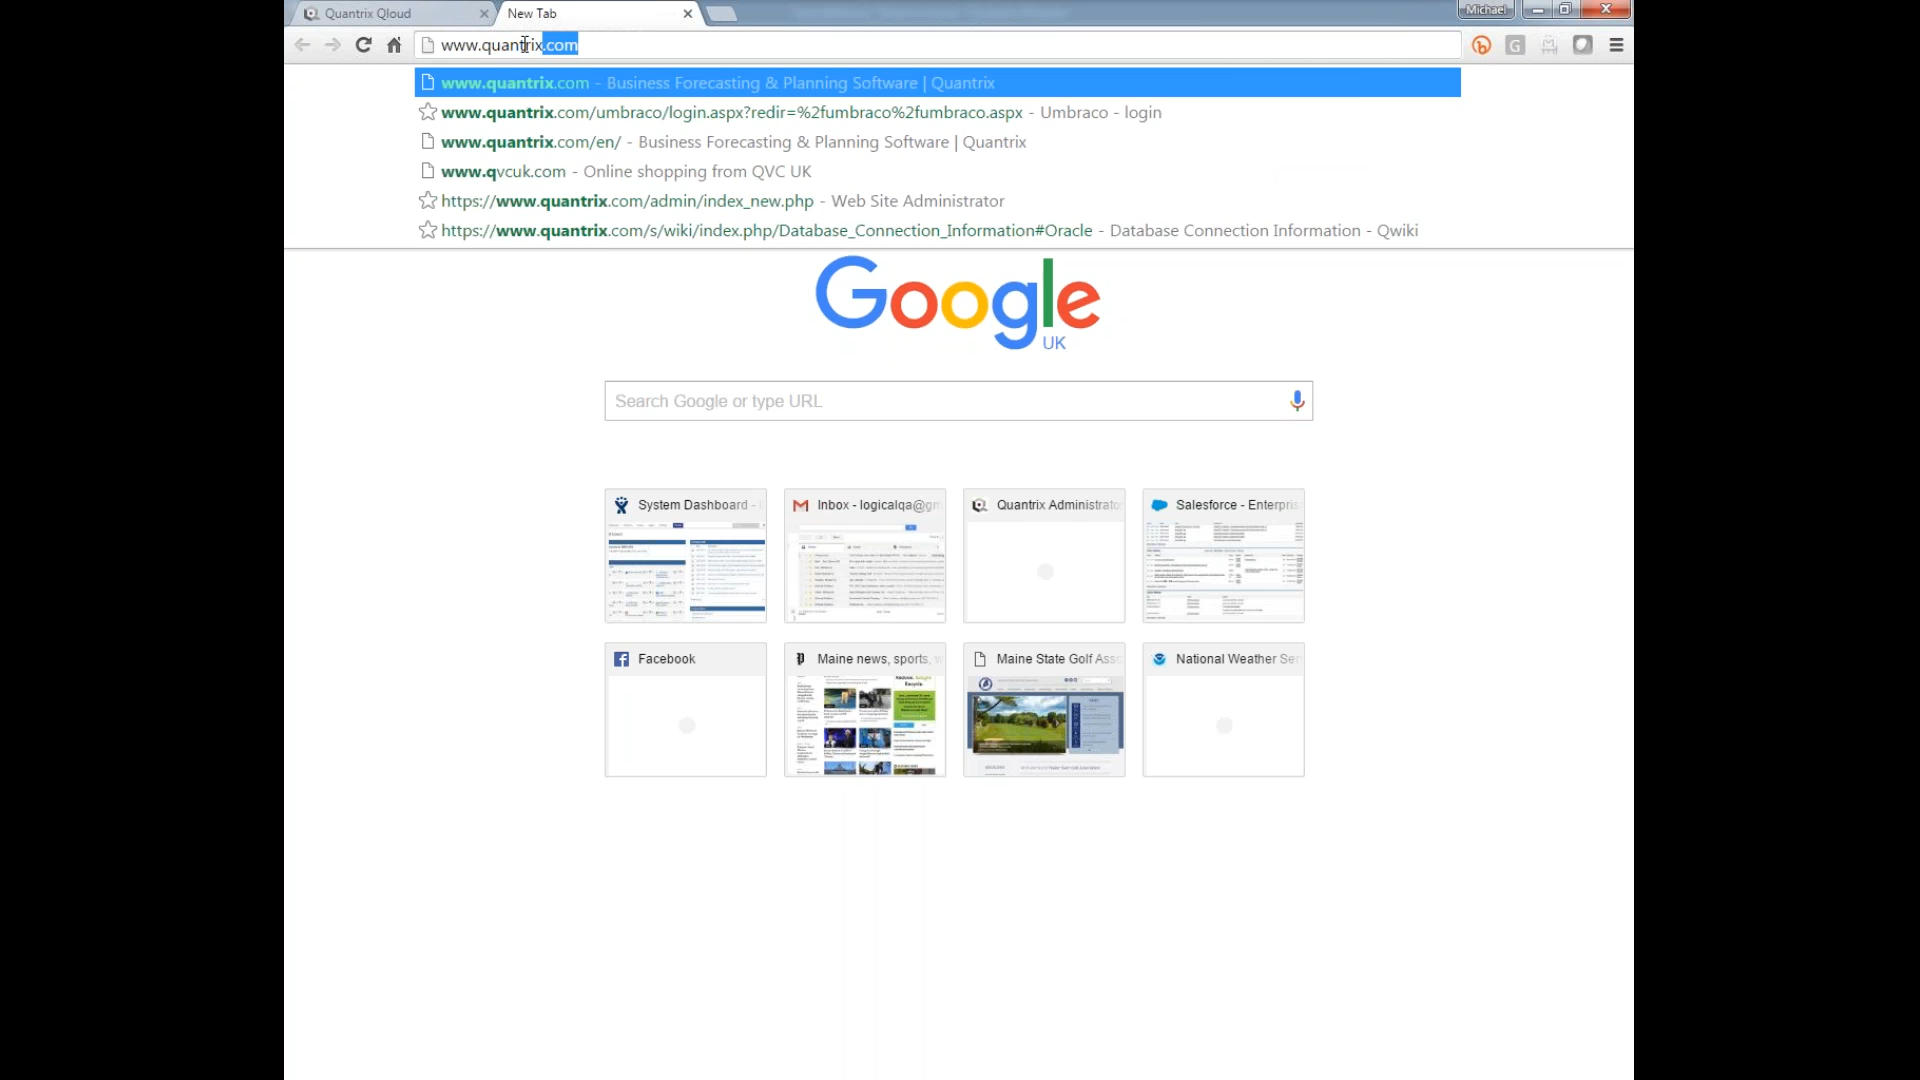 Quantrix Qloud
New Tab
Michael
www.quantrix.com
www.quantrix.com - Business Forecasting & Planning Software | Quantrix
www.quantrix.com/umbraco/login.aspx?redir=%2fumbraco%2fumbraco.aspx - Umbraco - login
www.quantrix.com/en/ - Business Forecasting & Planning Software | Quantrix
www.qvcuk.com - Online shopping from QVC UK
https://www.quantrix.com/admin/index_new.php - Web Site Administrator
https://www.quantrix.com/s/wiki/index.php/Database_Connection_Information#Oracle - Database Connection Information - Qwiki
Google
UK
Search Google or type URL
System Dashboard -
Inbox - logicalqa@gm
Quantrix Administrato
Salesforce - Enterpris
Facebook
Maine news, sports, w
Maine State Golf Asso
National Weather Ser